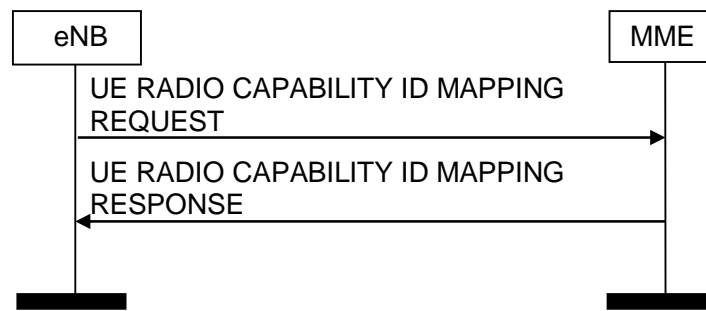 eNB
MME
UE RADIO CAPABILITY ID MAPPING
REQUEST
UE RADIO CAPABILITY ID MAPPING
RESPONSE